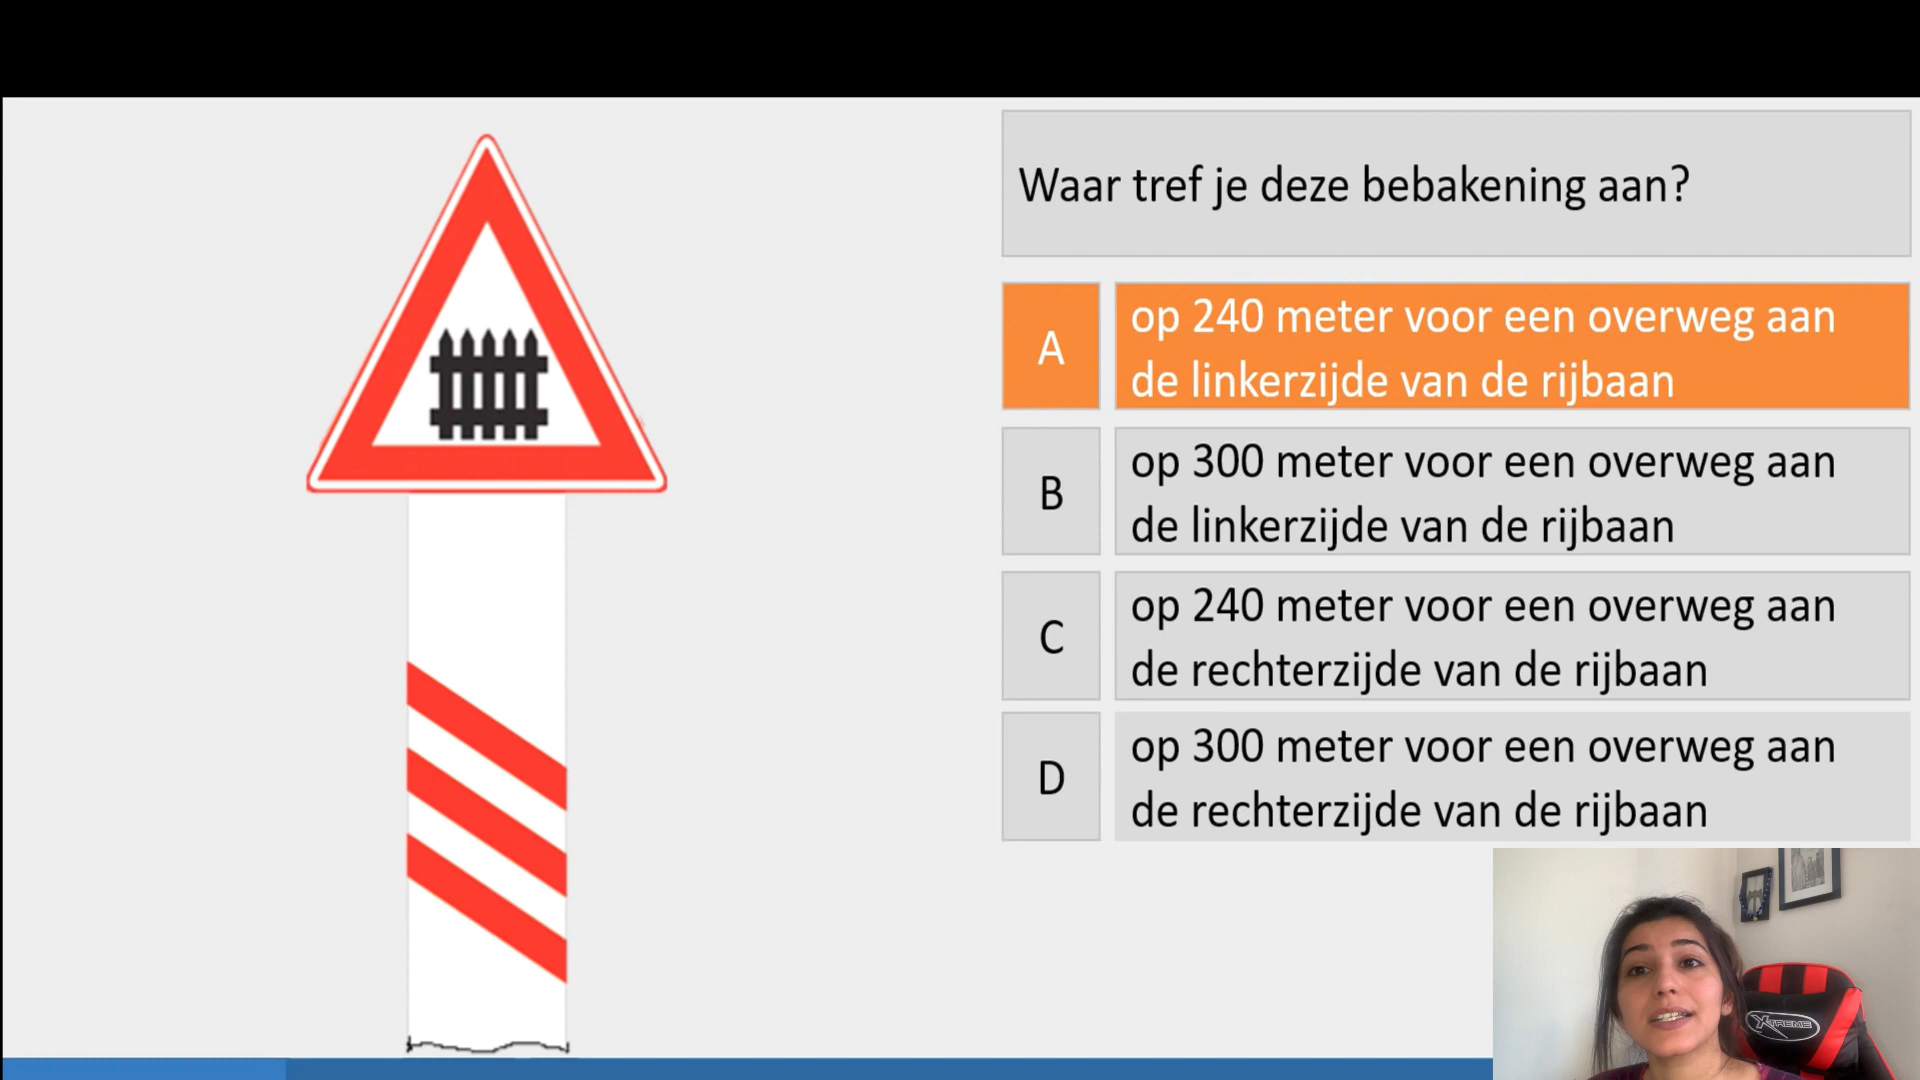 Waar tref je deze bebakening aan?
A
op 240 meter voor een overweg aan
de linkerzijde van de rijbaan
B
op 300 meter voor een overweg aan
de linkerzijde van de rijbaan
C
op 240 meter voor een overweg aan
de rechterzijde van de rijbaan
D
op 300 meter voor een overweg aan
de rechterzijde van de rijbaan
XTREME